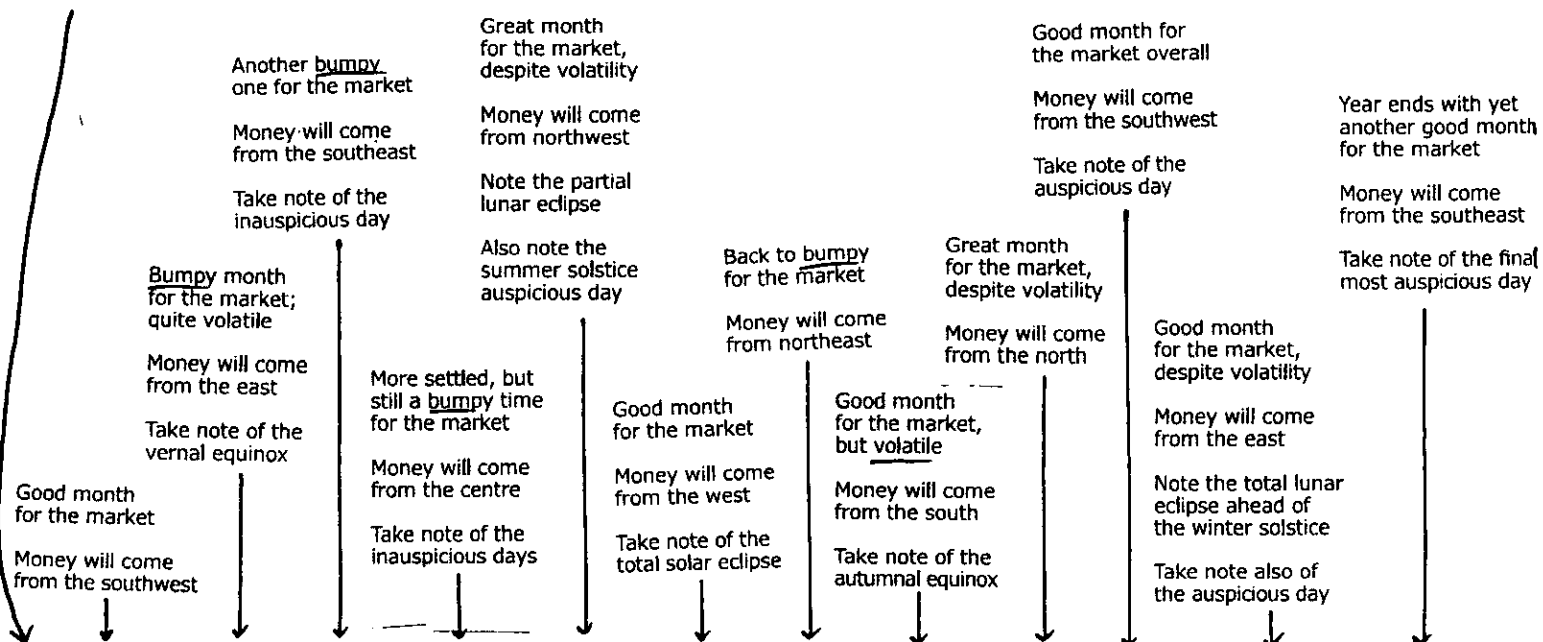 Good month
for the market
Money will come
from the southwest
Bumpy month
for the market;
quite volatile
Money will come
from the east
Take note of the
vernal equinox
Another bumpy
one for the market
Money will come
from the southeast
Take note of the
inauspicious day
More settled, but
still a bumpy time
for the market
Money will come
from the centre
Take note of the
inauspicious days
Great month
for the market,
despite volatility
Money will come
from northwest
Note the partial
lunar eclipse
Also note the
summer solstice
auspicious day
Good month
for the market
Money will come
from the west
Take note of the
total solar eclipse
Back to bumpy
for the market
Money will come
from northeast
Good month
for the market,
but volatile
Money will come
from the south
Take note of the
autumnal equinox
Great month
for the market,
despite volatility
Money will come
from the north
Good month for
the market overall
Money will come
from the southwest
Take note of the
auspicious day
Good month
for the market,
despite volatility
Money will come
from the east
Note the total lunar
eclipse ahead of
the winter solstice
Take note also of
the auspicious day
Year ends with yet
another good month
for the market
Money will come
from the southeast
Take note of the final
most auspicious day